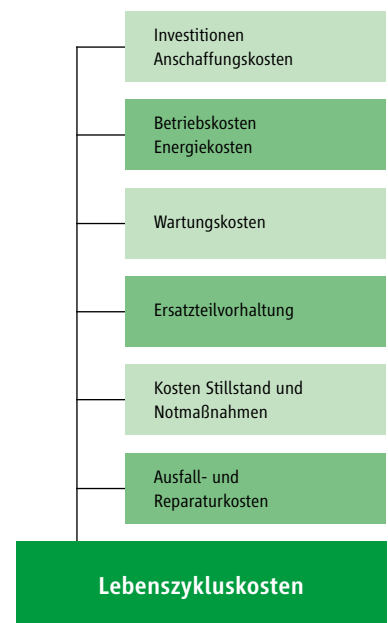 Investitionen
Anschaffungskosten
Betriebskosten
Energiekosten
Wartungskosten
Ersatzteilvorhaltung
Kosten Stillstand und
Notmaßnahmen
Ausfall- und
Reparaturkosten
Lebenszykluskosten